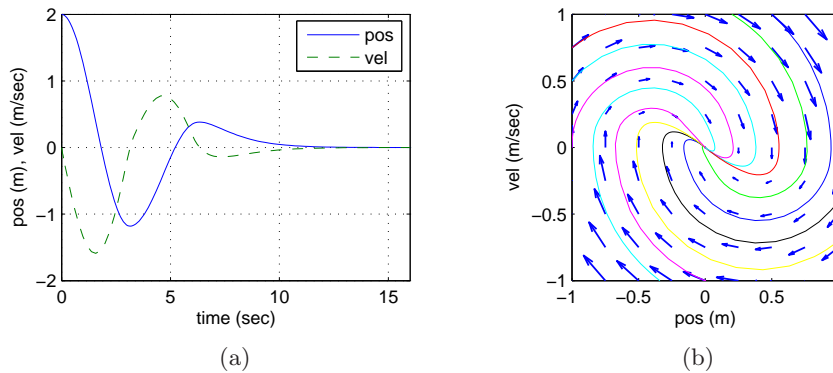 2
1
0
−1
−2
0
5
10
15
pos (m), vel (m/sec)
time (sec)
pos
vel
(a)
1
0.5
0
−0.5
−1
−1
−0.5
0
0.5
vel (m/sec)
pos (m)
(b)